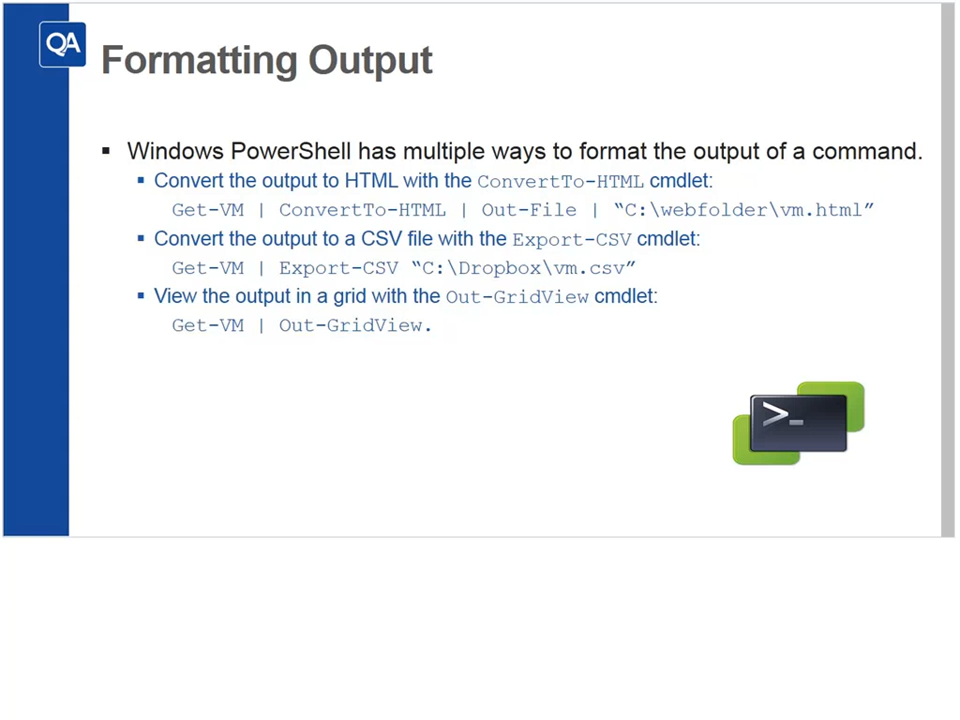 QA
Formatting Output
▪ Windows PowerShell has multiple ways to format the output of a command.
▪ Convert the output to HTML with the ConvertTo-HTML cmdlet:
Get-VM | ConvertTo-HTML | Out-File | “C:\webfolder\vm.html”
▪ Convert the output to a CSV file with the Export-CSV cmdlet:
Get-VM | Export-CSV “C:\Dropbox\vm.csv”
▪ View the output in a grid with the Out-GridView cmdlet:
Get-VM | Out-GridView.
>_